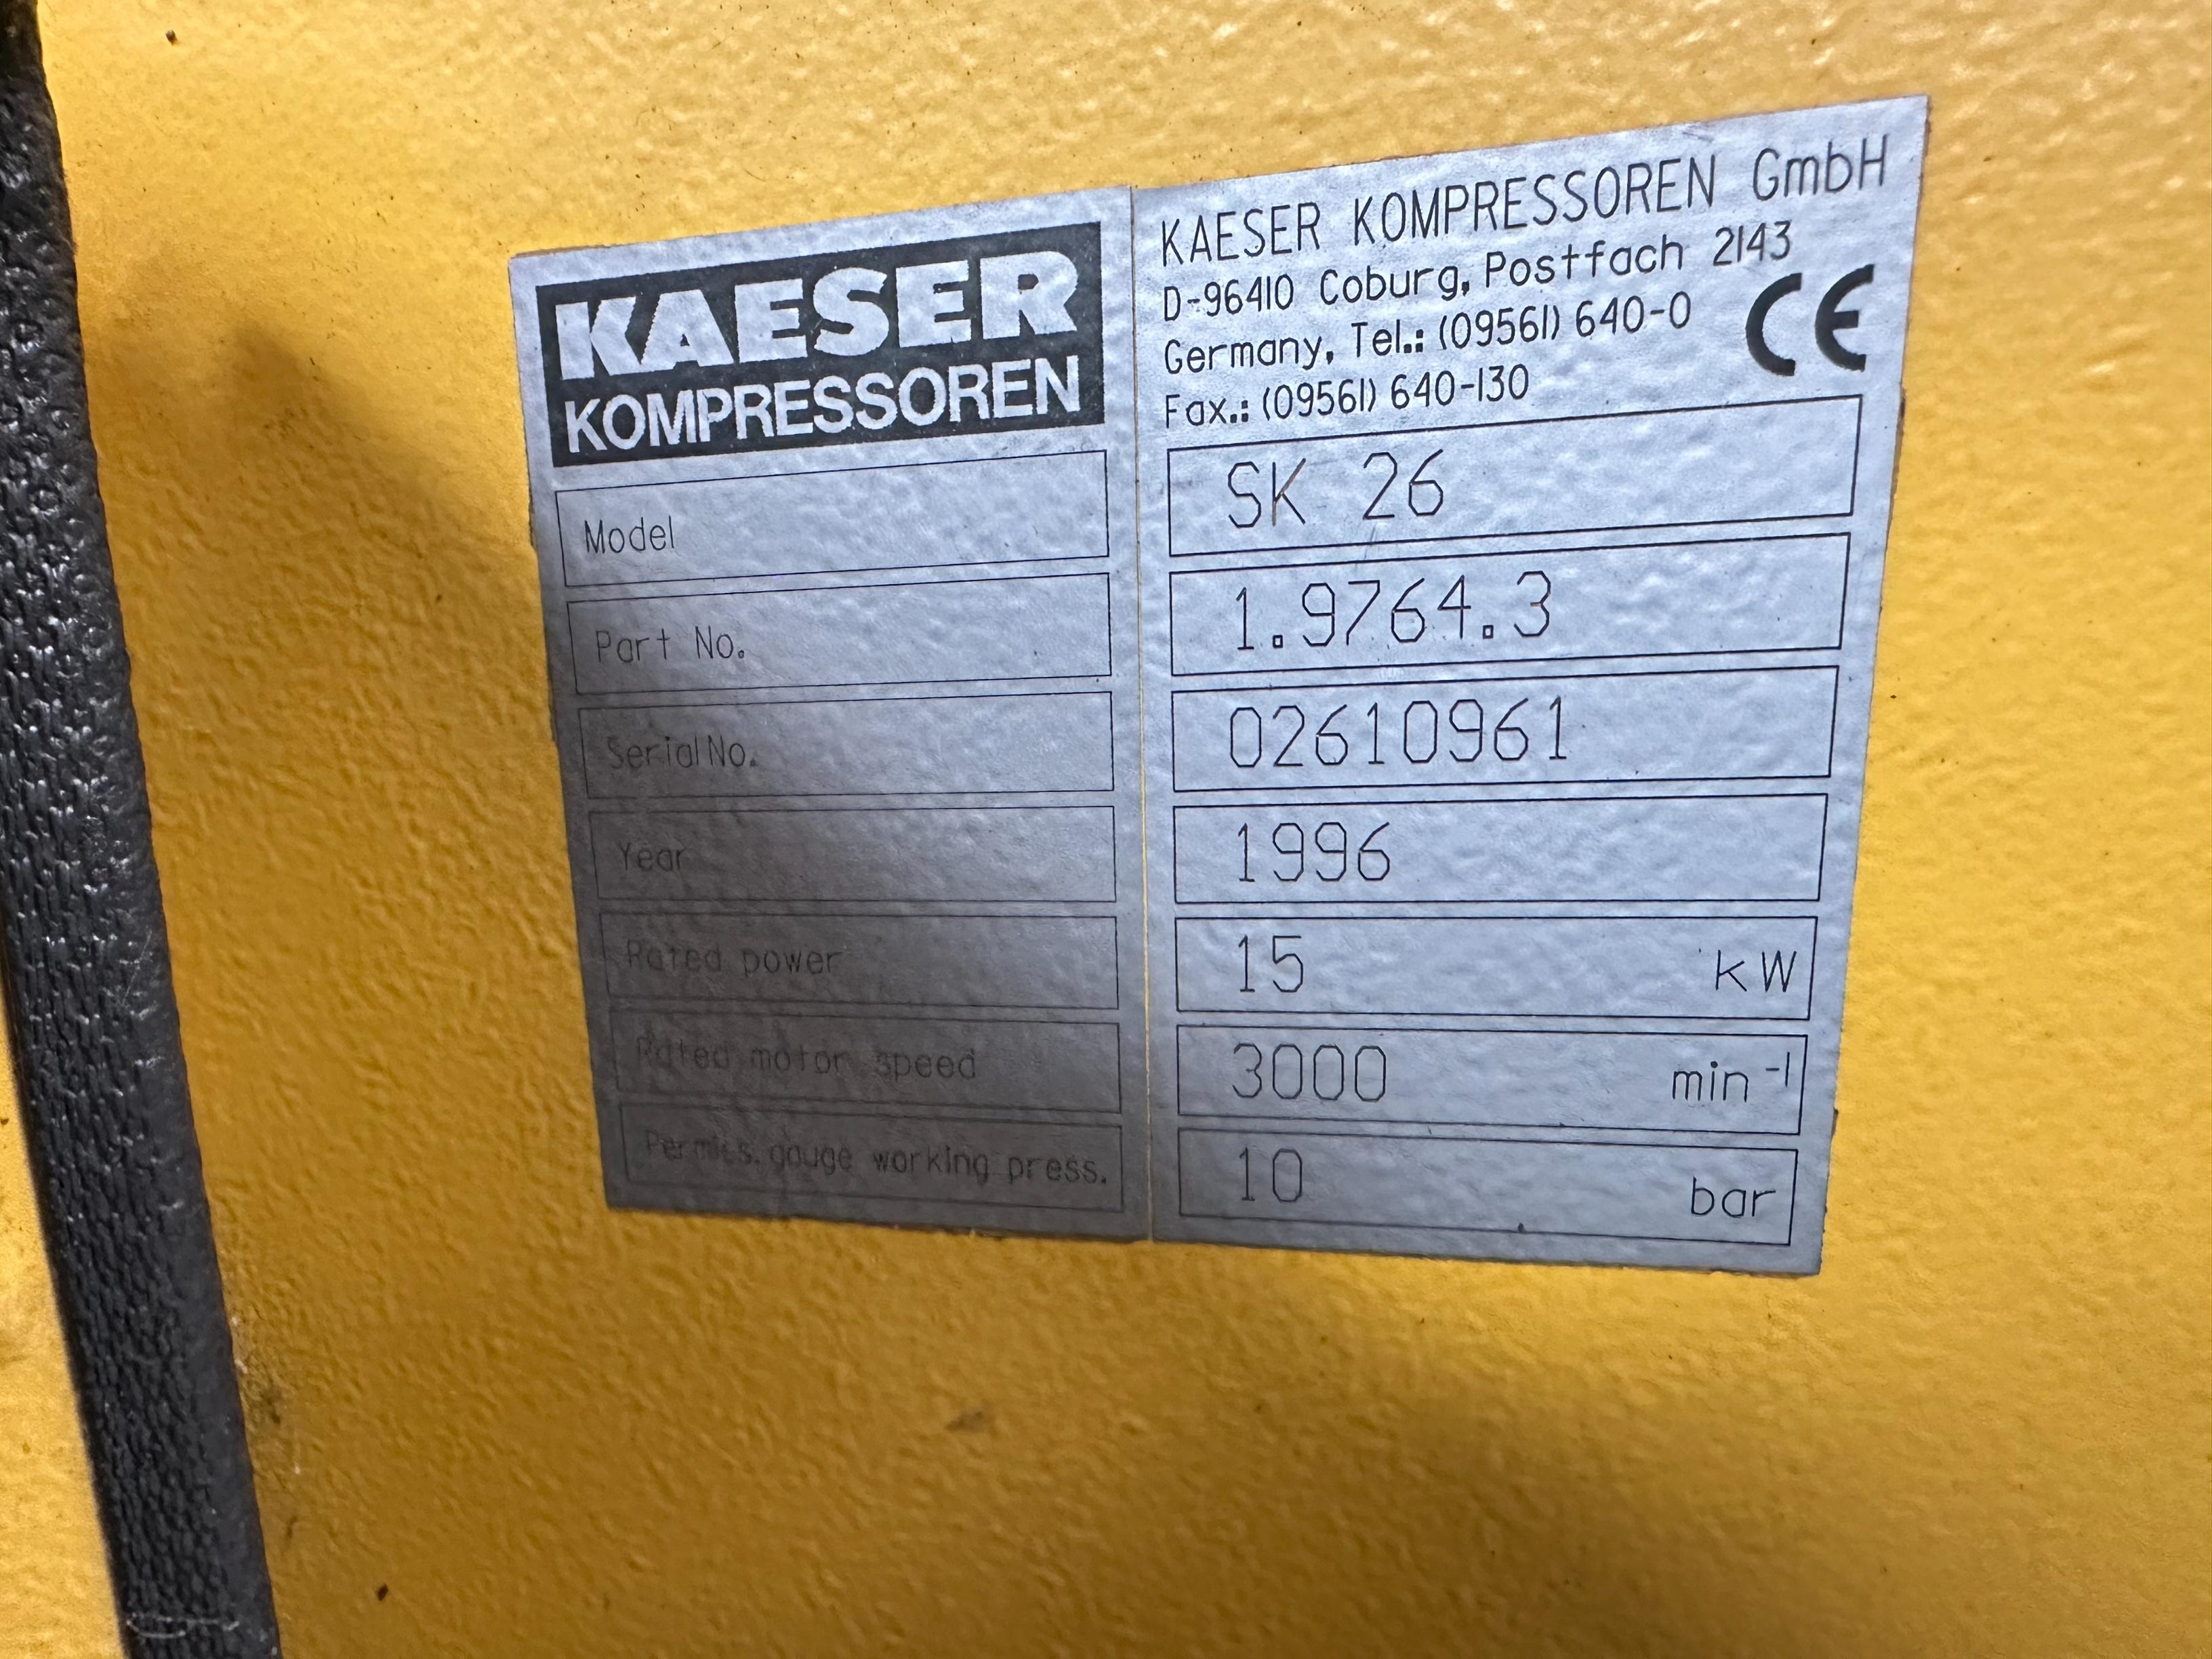 KAESER
KOMPRESSOREN
KAESER KOMPRESSOREN GmbH
D-96410 Coburg, Postfach 2143
Germany, Tel.: (09561) 640-0
Fax.: (09561) 640-130
CE
Model SK 26
Part No. 1.9764.3
Serial No. 02610961
Year 1996
Rated power 15 kW
Rated motor speed 3000 min⁻¹
Permiss. gauge working press. 10 bar